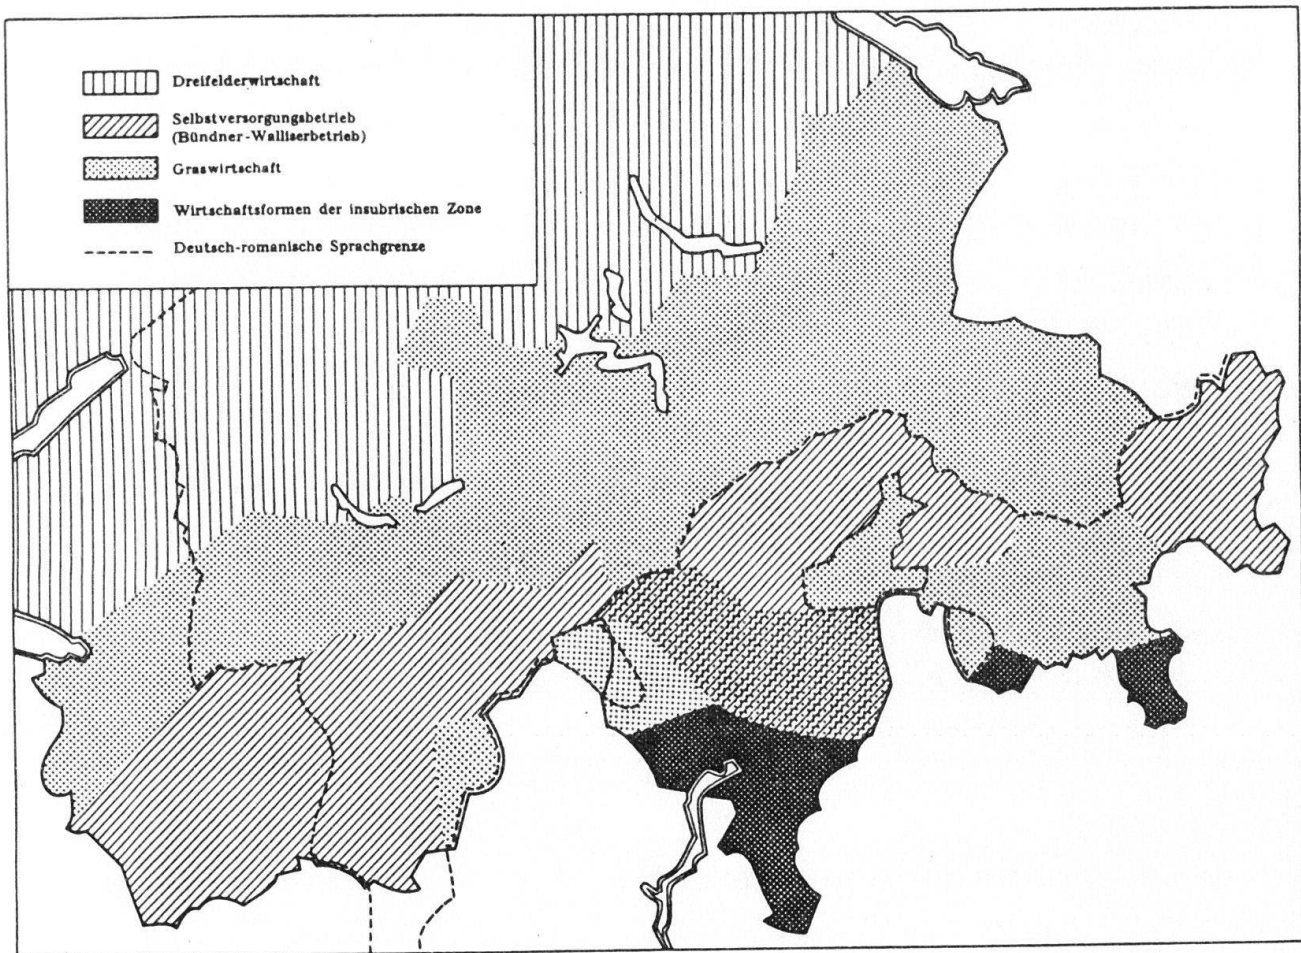 Dreifelderwirtschaft
Selbstversorgungsbetrieb
(Bündner-Walliserbetrieb)
Graswirtschaft
Wirtschaftsformen der insubrischen Zone
Deutsch-romanische Sprachgrenze